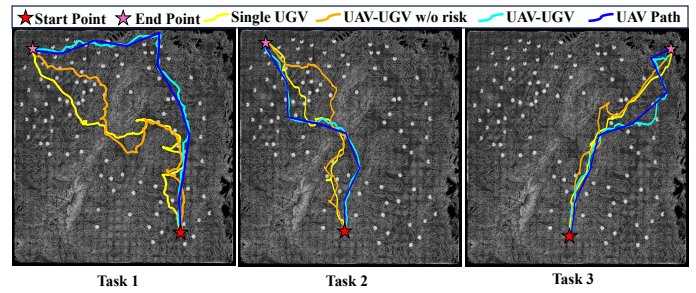 Start Point End Point Single UGV UAV-UGV w/o risk UAV-UGV UAV Path
Task 1 Task 2 Task 3